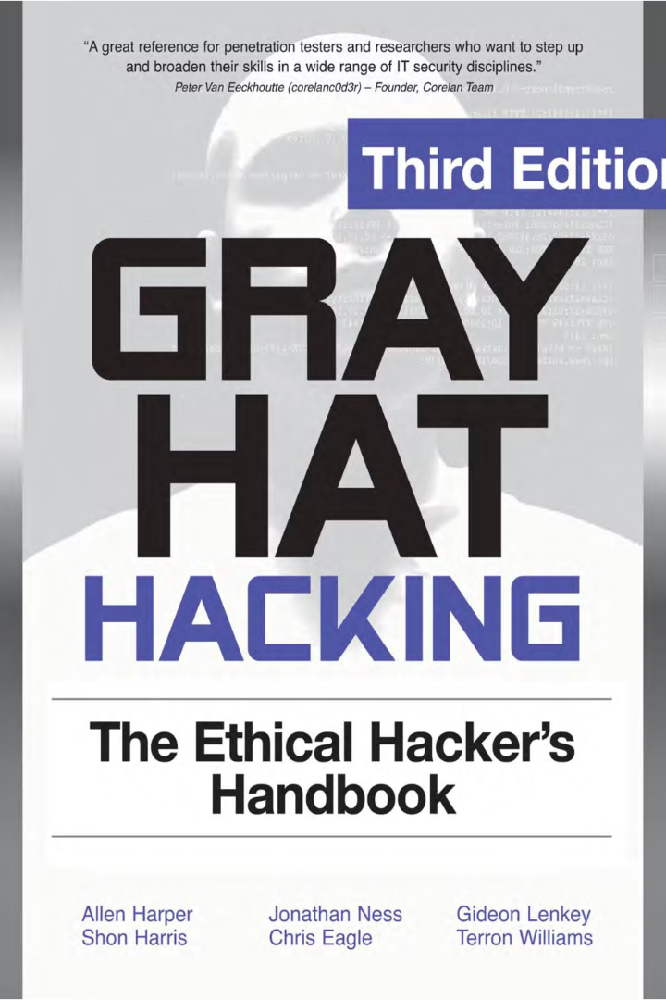 “A great reference for penetration testers and researchers who want to step up
and broaden their skills in a wide range of IT security disciplines.”
Peter Van Eeckhoutte (corelanc0d3r) – Founder, Corelan Team
Third Editio
GRAY
HAT
HACKING
The Ethical Hacker’s
Handbook
Allen Harper Jonathan Ness Gideon Lenkey
Shon Harris Chris Eagle Terron Williams